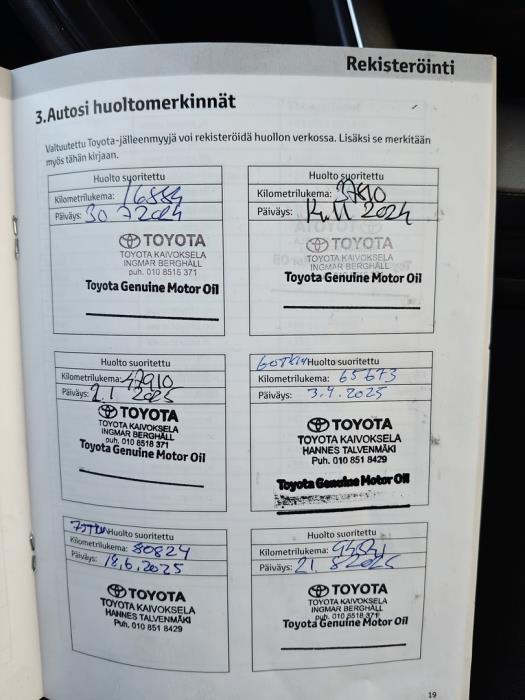 Rekisteröinti
3.Autosi huoltomerkinnät
Valtuutettu Toyota-jälleenmyyjä voi rekisteröidä huollon verkossa. Lisäksi se merkitään
myös tähän kirjaan.
Huolto suoritettu
Kilometrilukema: 16884
Päiväys: 30 7 2024
TOYOTA
TOYOTA KAIVOKSELA
INGMAR BERGHÄLL
puh. 010 8518 371
Toyota Genuine Motor Oil
Huolto suoritettu
Kilometrilukema:
Päiväys: 11 2024
TOYOTA
TOYOTA KAIVOKSELA
INGMAR BERGHÄLL
Toyota Genuine Motor Oil
Huolto suoritettu
Kilometrilukema: 47910
Päiväys: 2.1 2025
TOYOTA
TOYOTA KAIVOKSELA
INGMAR BERGHÄLL
puh. 010 8518 371
Toyota Genuine Motor Oil
60TKM Huolto suoritettu
Kilometrilukema: 65673
Päiväys: 3.4.2025
TOYOTA
TOYOTA KAIVOKSELA
HANNES TALVENMÄKI
Puh. 010 851 8429
Toyota Genuine Motor Oil
Huolto suoritettu
Kilometrilukema: 80824
Päiväys: 18.6.2025
TOYOTA
TOYOTA KAIVOKSELA
HANNES TALVENMÄKI
Puh. 010 851 8429
Huolto suoritettu
Kilometrilukema:
Päiväys: 21 8 2025
TOYOTA
TOYOTA KAIVOKSELA
INGMAR BERGHÄLL
puh. 010 8518 371
Toyota Genuine Motor Oil
19